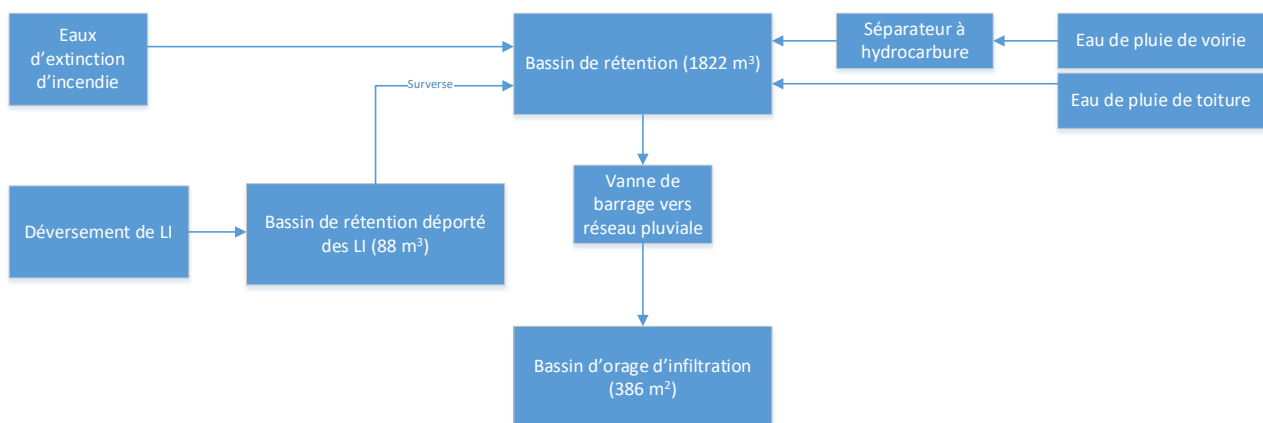 Eaux
d'extinction
d'incendie
Bassin de rétention (1822 m³)
Séparateur à
hydrocarbure
Eau de pluie de voirie
Eau de pluie de toiture
Surverse
Déversement de LI
Bassin de rétention déporté
des LI (88 m³)
Vanne de
barrage vers
réseau pluviale
Bassin d'orage d'infiltration
(386 m²)